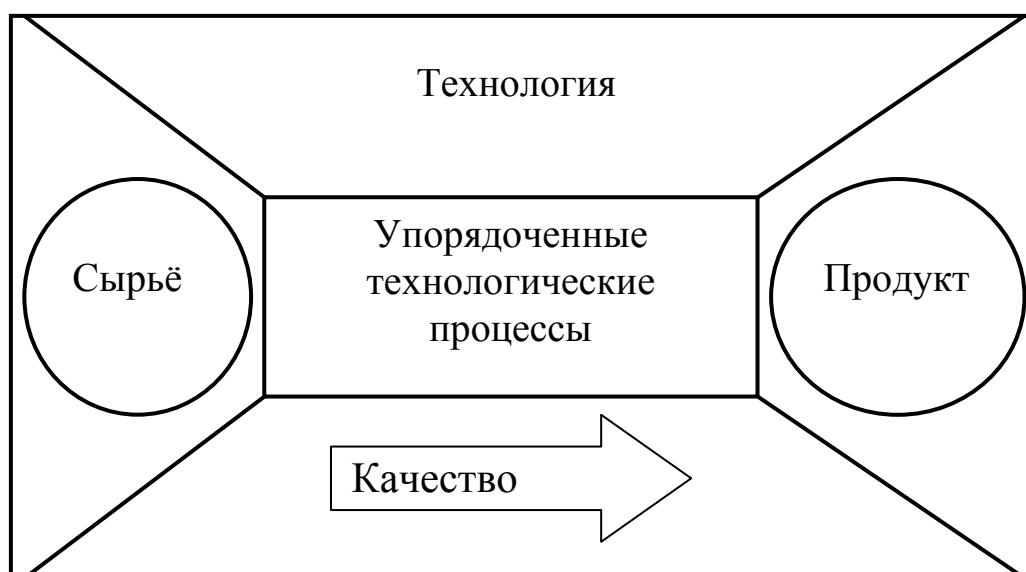 Технология
Сырьё
Упорядоченные
технологические
процессы
Продукт
Качество